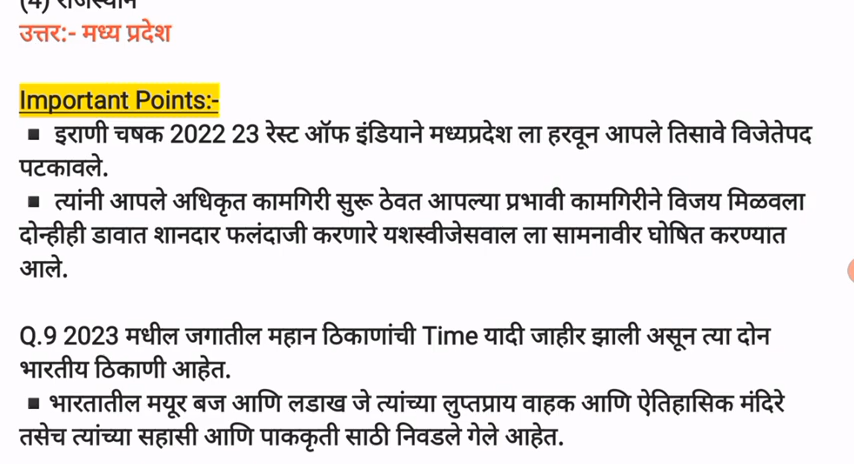 (4) राजस्थान
उत्तर:- मध्य प्रदेश
Important Points:-
▪ इराणी चषक 2022 23 रेस्ट ऑफ इंडियाने मध्यप्रदेश ला हरवून आपले तिसावे विजेतेपद
पटकावले.
▪ त्यांनी आपले अधिकृत कामगिरी सुरू ठेवत आपल्या प्रभावी कामगिरीने विजय मिळवला
दोन्हीही डावात शानदार फलंदाजी करणारे यशस्वीजेसवाल ला सामनावीर घोषित करण्यात
आले.
Q.9 2023 मधील जगातील महान ठिकाणांची Time यादी जाहीर झाली असून त्या दोन
भारतीय ठिकाणी आहेत.
▪ भारतातील मयूर बज आणि लडाख जे त्यांच्या लुप्तप्राय वाहक आणि ऐतिहासिक मंदिरे
तसेच त्यांच्या सहासी आणि पाककृती साठी निवडले गेले आहेत.